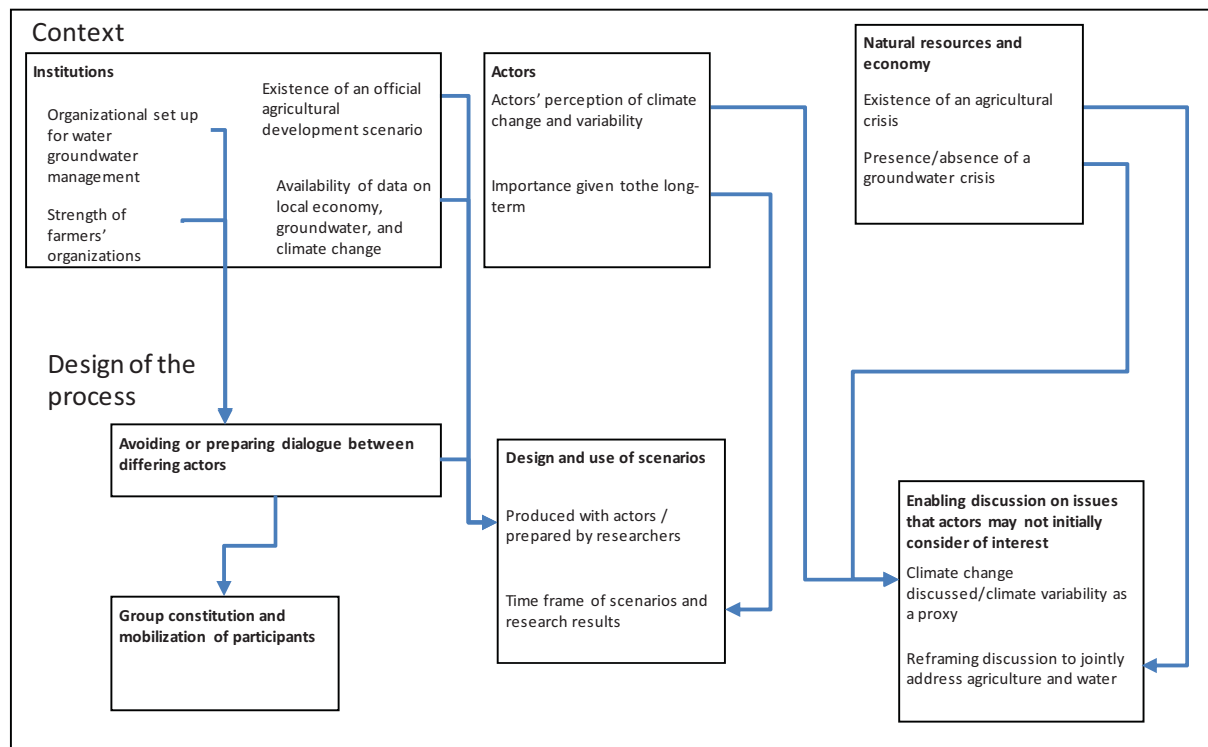 Context
Institutions
Organizational set up
for water
groundwater
management
Strength of
farmers'
organizations
Existence of an official
agricultural
development scenario
Availability of data on
local economy,
groundwater, and
climate change
Actors
Actors' perception of climate
change and variability
Importance given tothe long-
term
Natural resources and
economy
Existence of an agricultural
crisis
Presence/absence of a
groundwater crisis
Design of the
process
Avoiding or preparing dialogue between
differing actors
Group constitution and
mobilization of participants
Design and use of scenarios
Produced with actors /
prepared by researchers
Time frame of scenarios and
research results
Enabling discussion on issues
that actors may not initially
consider of interest
Climate change
discussed/climate variability as
a proxy
Reframing discussion to jointly
address agriculture and water